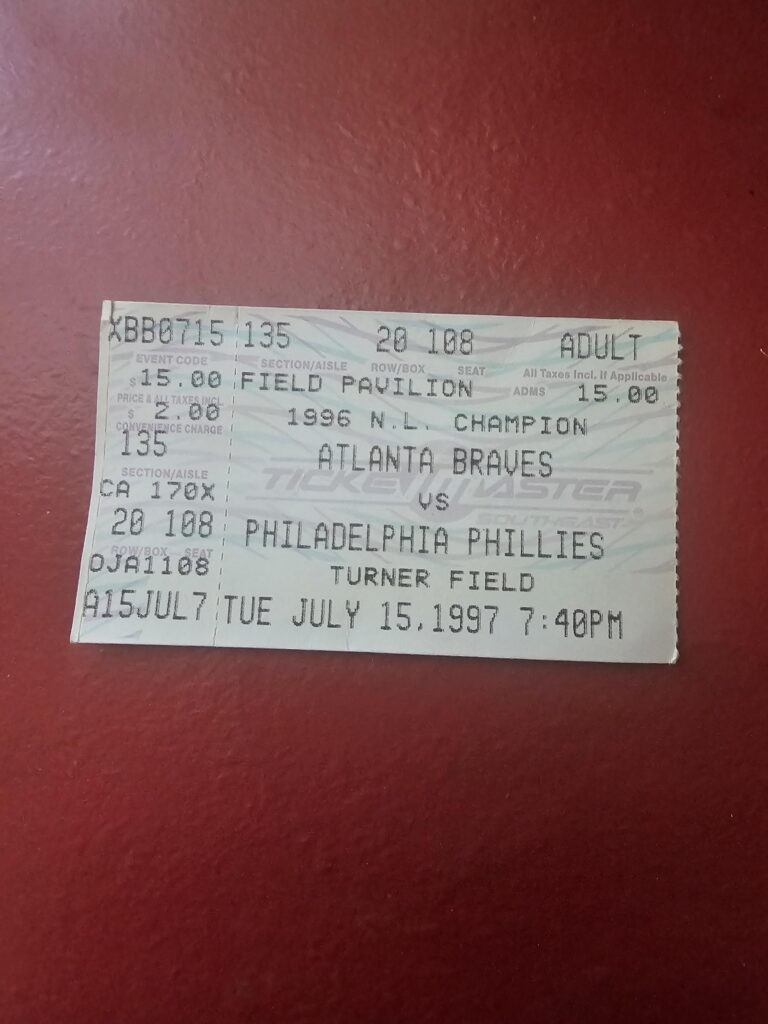 XBB0715 135 20 108 ADULT
EVENT CODE SECTION/AISLE ROW/BOX SEAT All Taxes Incl. If Applicable
$ 15.00 FIELD PAVILION ADMS 15.00
PRICE & ALL TAXES INCL.
$ 2.00 1996 N.L. CHAMPION
CONVENIENCE CHARGE
135 ATLANTA BRAVES
SECTION/AISLE TICKETMASTER
CA 170X VS
SOUTHEAST®
20 108 PHILADELPHIA PHILLIES
ROW/BOX SEAT
OJA1108 TURNER FIELD
A15JUL7 TUE JULY 15,1997 7:40PM